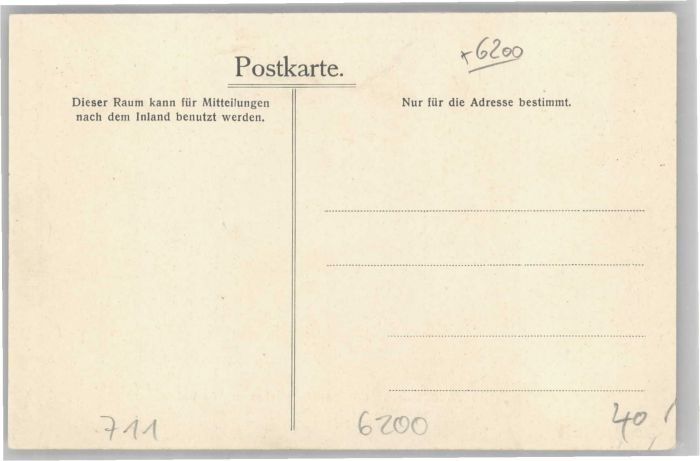 *6200
Postkarte.
Dieser Raum kann für Mitteilungen
nach dem Inland benutzt werden.
Nur für die Adresse bestimmt.
711
6200
40